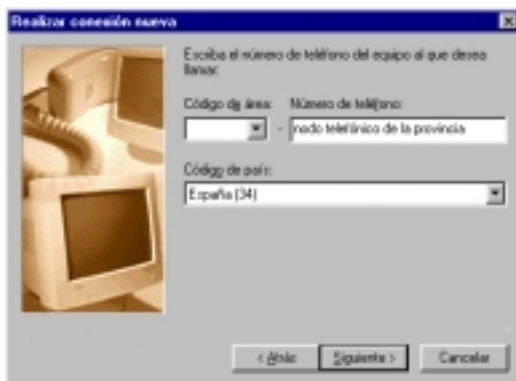 Realizar conexión nueva
Escriba el número de teléfono del equipo al que desea
llamar:
Código de área: Número de teléfono:
- nodo telefónico de la provincia
Código de país:
España (34)
< Atrás Siguiente > Cancelar